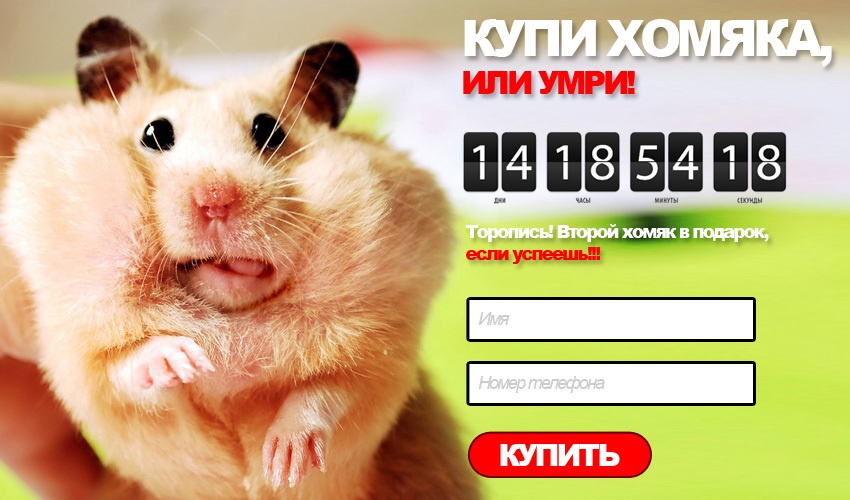 КУПИ ХОМЯКА,
ИЛИ УМРИ!
14 18 54 18
ДНИ ЧАСЫ МИНУТЫ СЕКУНДЫ
Торопись! Второй хомяк в подарок,
если успеешь!!!
Имя
Номер телефона
КУПИТЬ